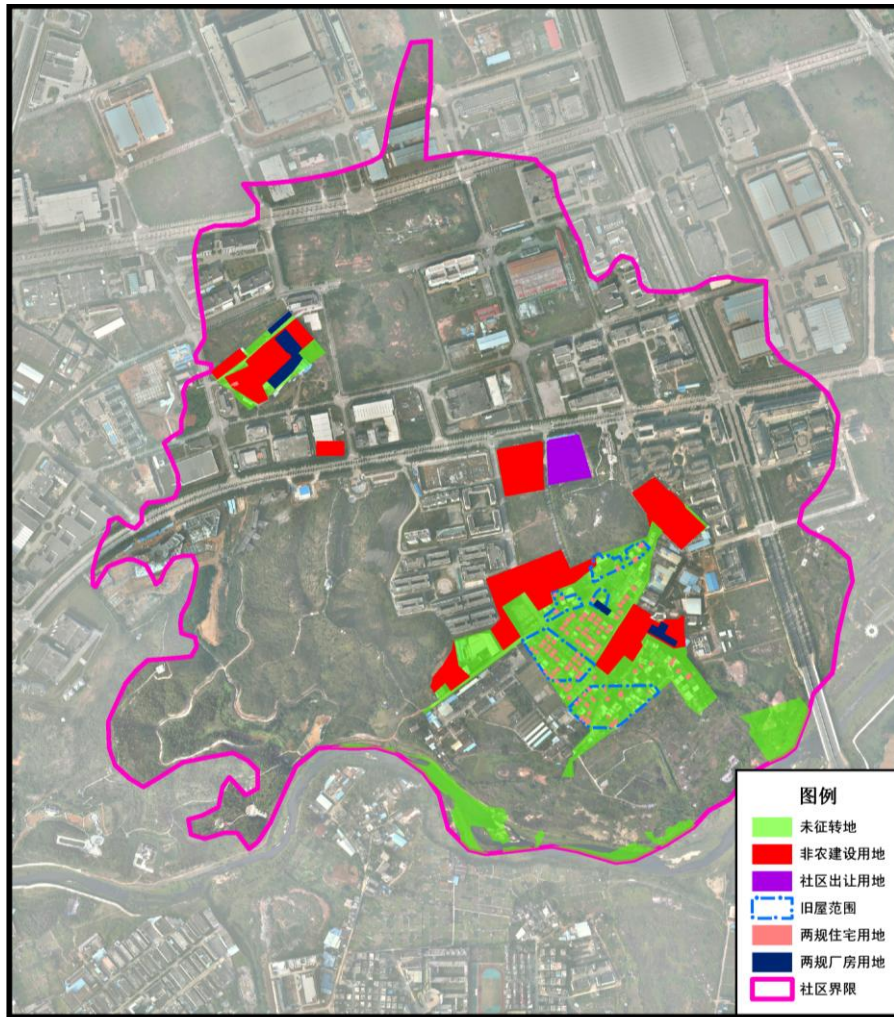 图例
未征转地
非农建设用地
社区出让用地
旧屋范围
两规住宅用地
两规厂房用地
社区界限